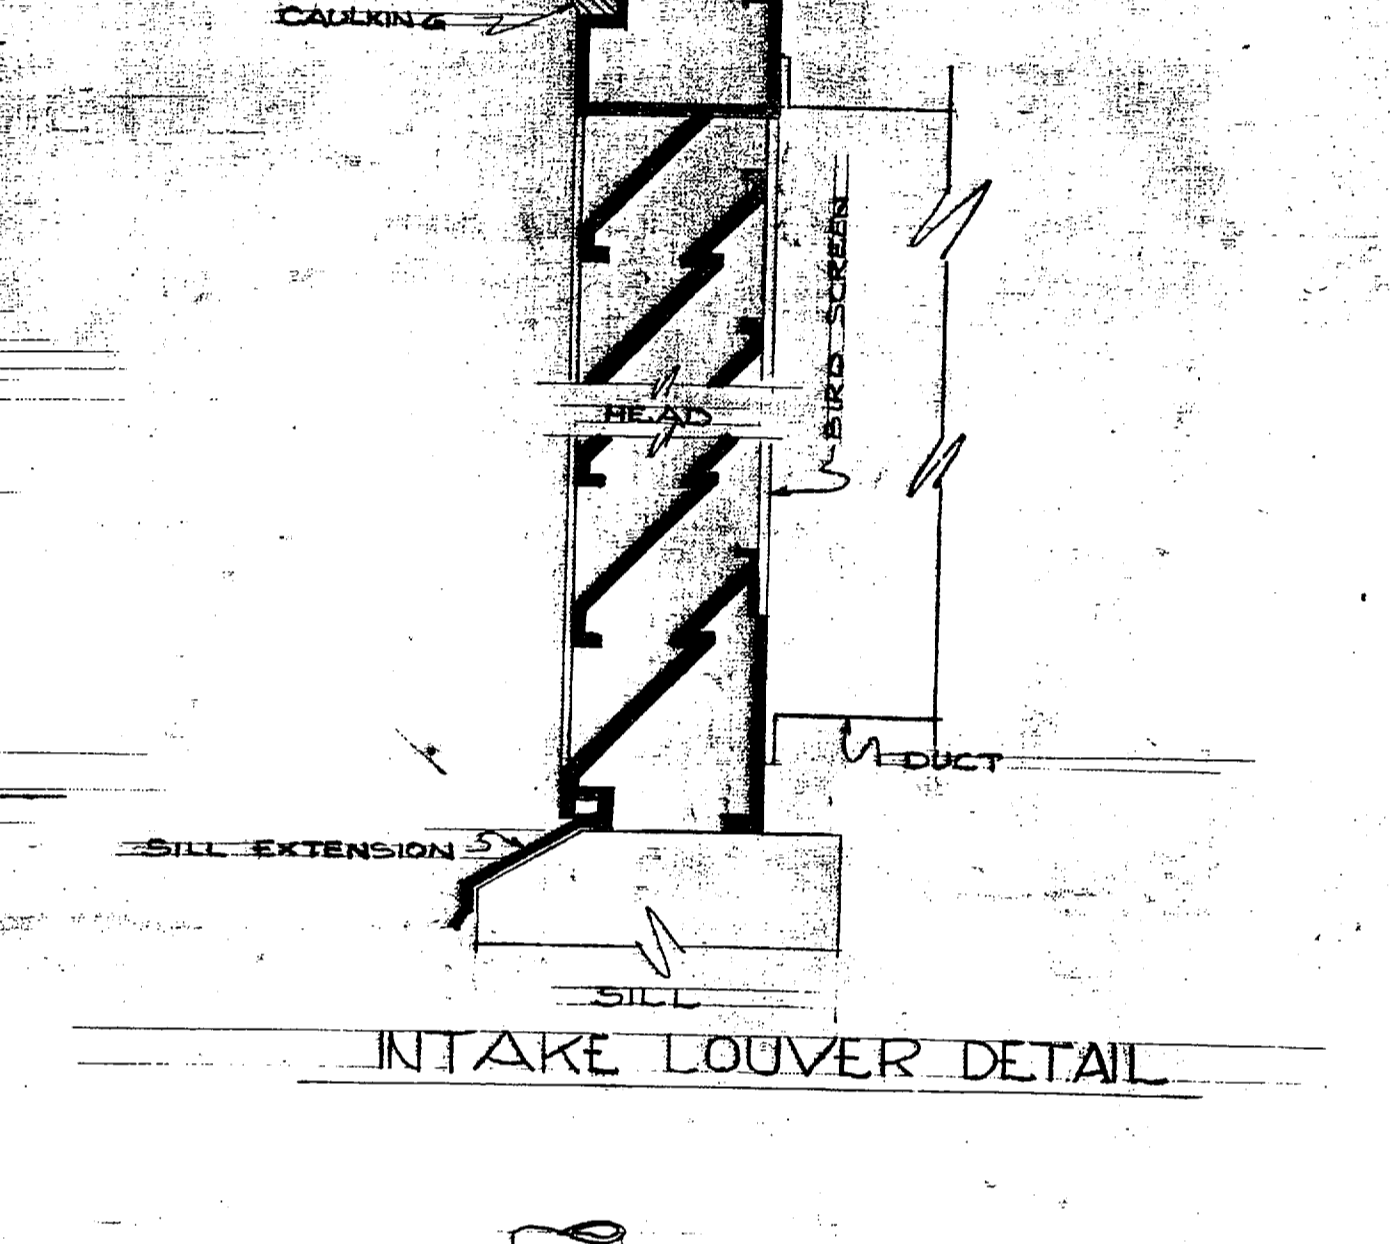 CAULKING
BIRD SCREEN
HEAD
DUCT
SILL EXTENSION
SILL
INTAKE LOUVER DETAIL